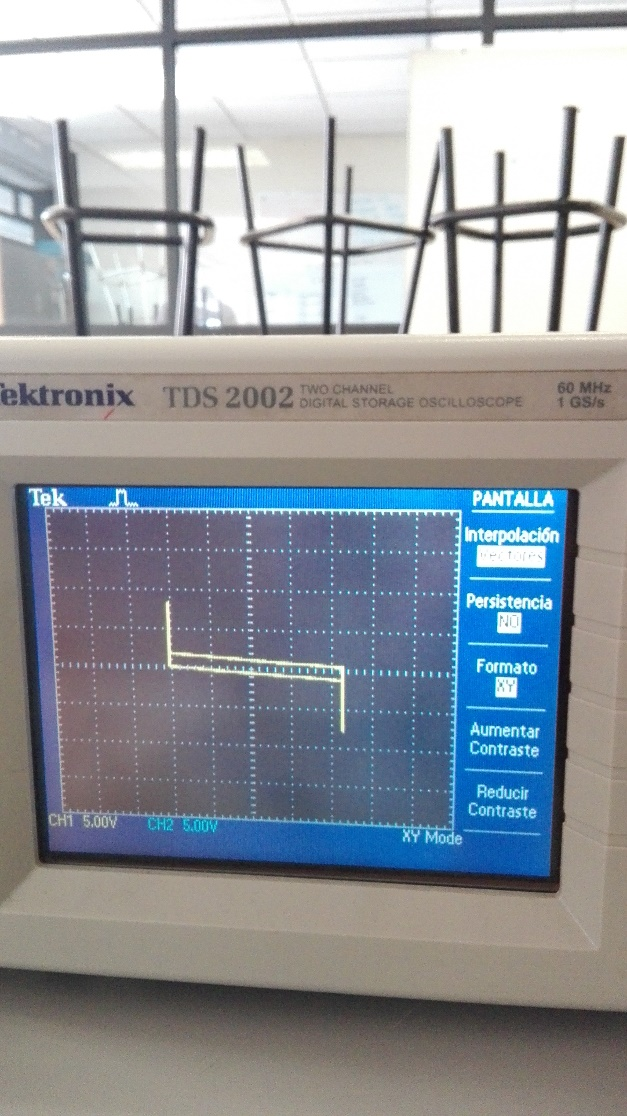 Tektronix TDS 2002 TWO CHANNEL
DIGITAL STORAGE OSCILLOSCOPE
60 MHz
1 GS/s
Tek
PANTALLA
Interpolación
Vectores
Persistencia
NO
Formato
XY
Aumentar
Contraste
Reducir
Contraste
CH1 5.00V CH2 5.00V
XY Mode